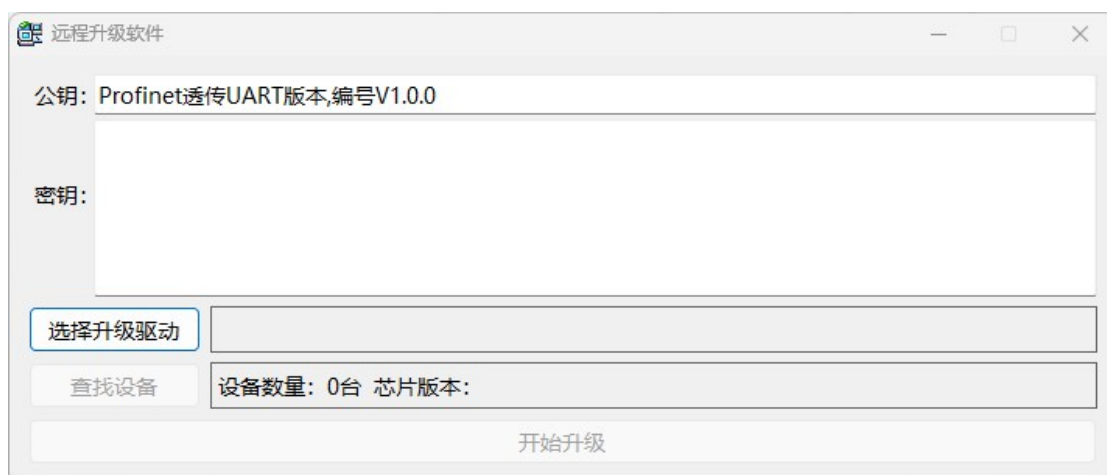 远程升级软件
公钥：Profinet透传UART版本,编号V1.0.0
密钥：
选择升级驱动
查找设备 设备数量：0台 芯片版本：
开始升级